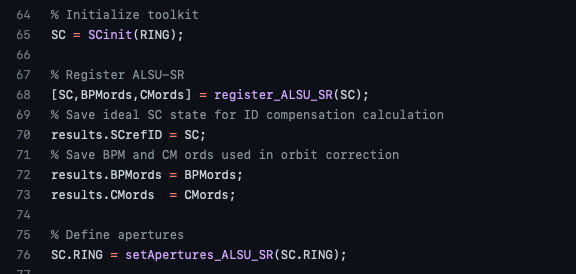 64 % Initialize toolkit
65 SC = SCinit(RING);
66
67 % Register ALSU-SR
68 [SC,BPMords,CMords] = register_ALSU_SR(SC);
69 % Save ideal SC state for ID compensation calculation
70 results.SCrefID = SC;
71 % Save BPM and CM ords used in orbit correction
72 results.BPMords = BPMords;
73 results.CMords  = CMords;
74
75 % Define apertures
76 SC.RING = setApertures_ALSU_SR(SC.RING);
77